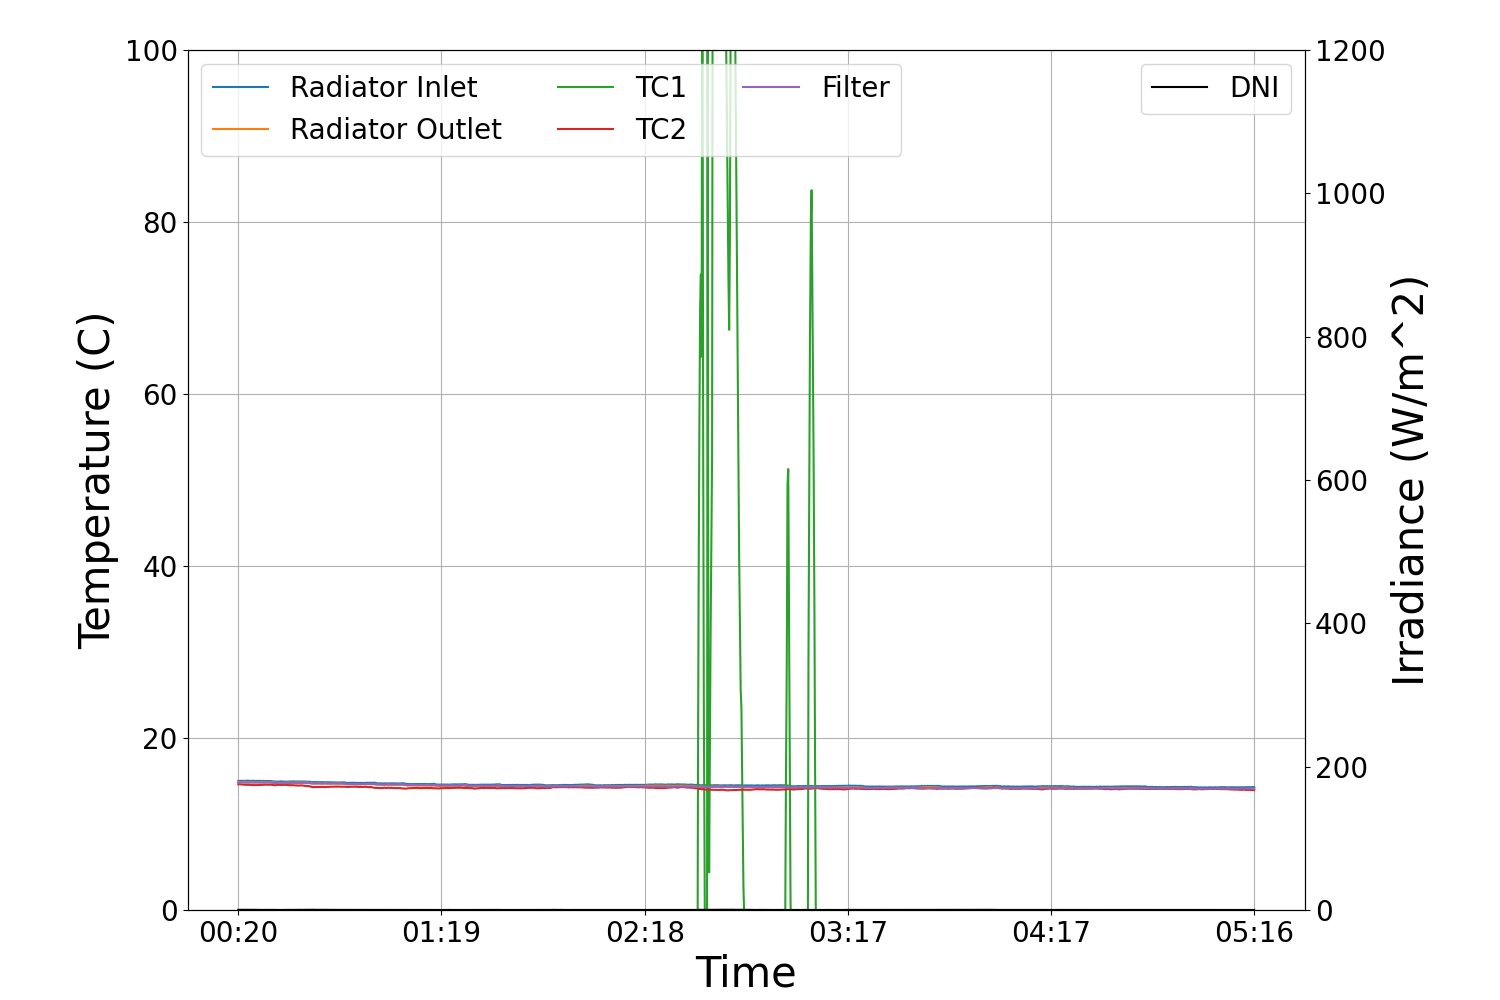 100
80
60
40
20
0
Temperature (C)
Radiator Inlet
Radiator Outlet
TC1
TC2
Filter
DNI
1200
1000
800
600
400
200
0
Irradiance (W/m^2)
00:20 01:19 02:18 03:17 04:17 05:16
Time